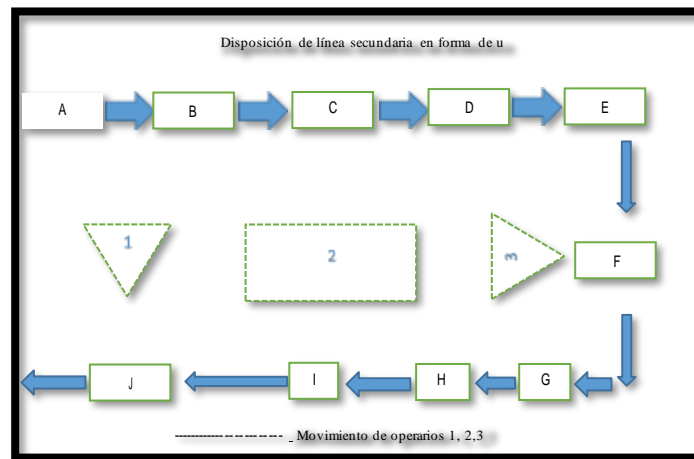 Disposición de línea secundaria en forma de u
A B C D E
1 2 3 F
J I H G
Movimiento de operarios 1, 2,3